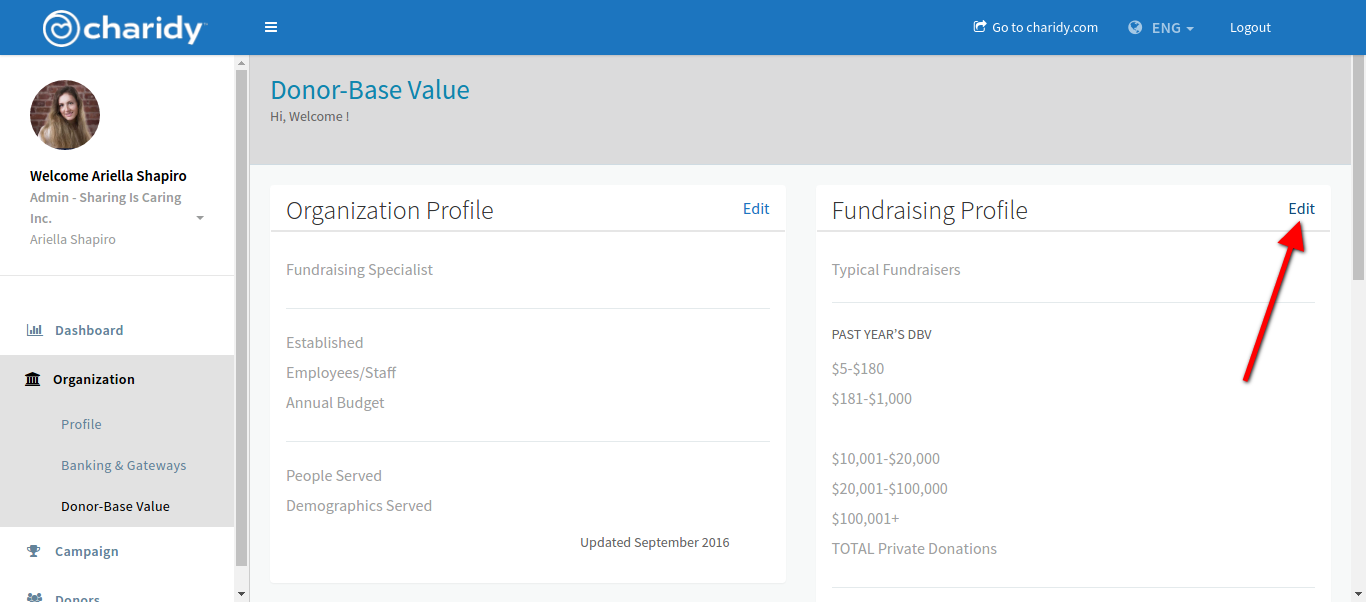 charidy
Go to charidy.com
ENG
Logout
Welcome Ariella Shapiro
Admin - Sharing Is Caring
Inc.
Ariella Shapiro
Dashboard
Organization
Profile
Banking & Gateways
Donor-Base Value
Campaign
Donors
Donor-Base Value
Hi, Welcome !
Organization Profile
Edit
Fundraising Specialist
Established
Employees/Staff
Annual Budget
People Served
Demographics Served
Updated September 2016
Fundraising Profile
Edit
Typical Fundraisers
PAST YEAR'S DBV
$5-$180
$181-$1,000
$10,001-$20,000
$20,001-$100,000
$100,001+
TOTAL Private Donations